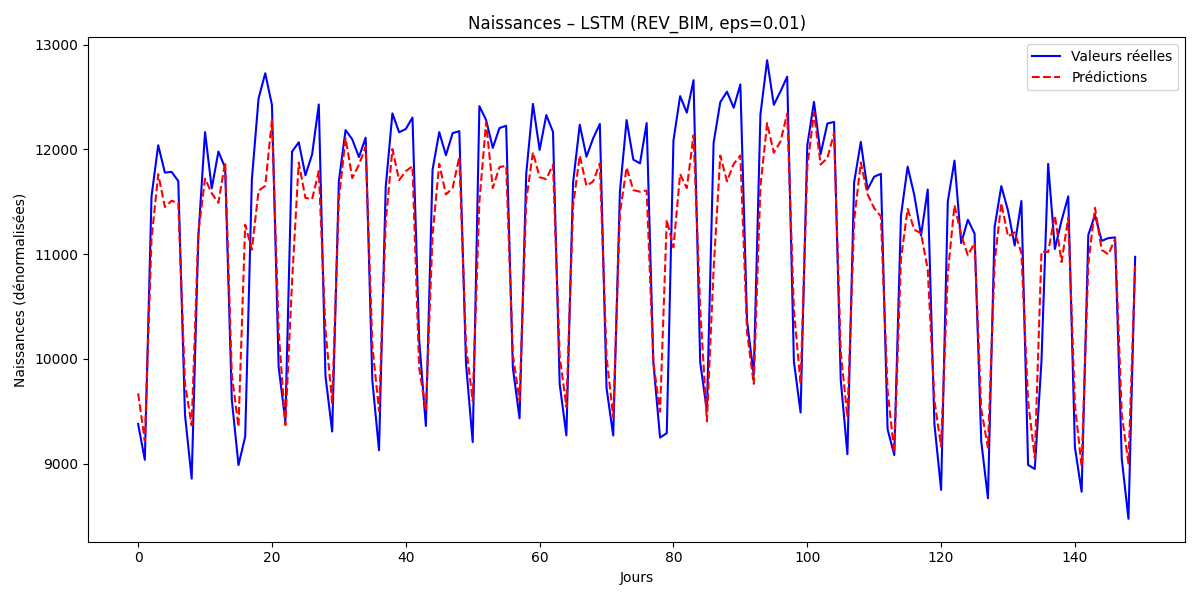 Naissances – LSTM (REV_BIM, eps=0.01)
Valeurs réelles
Prédictions
Naissances (dénormalisées)
13000
12000
11000
10000
9000
0 20 40 60 80 100 120 140
Jours